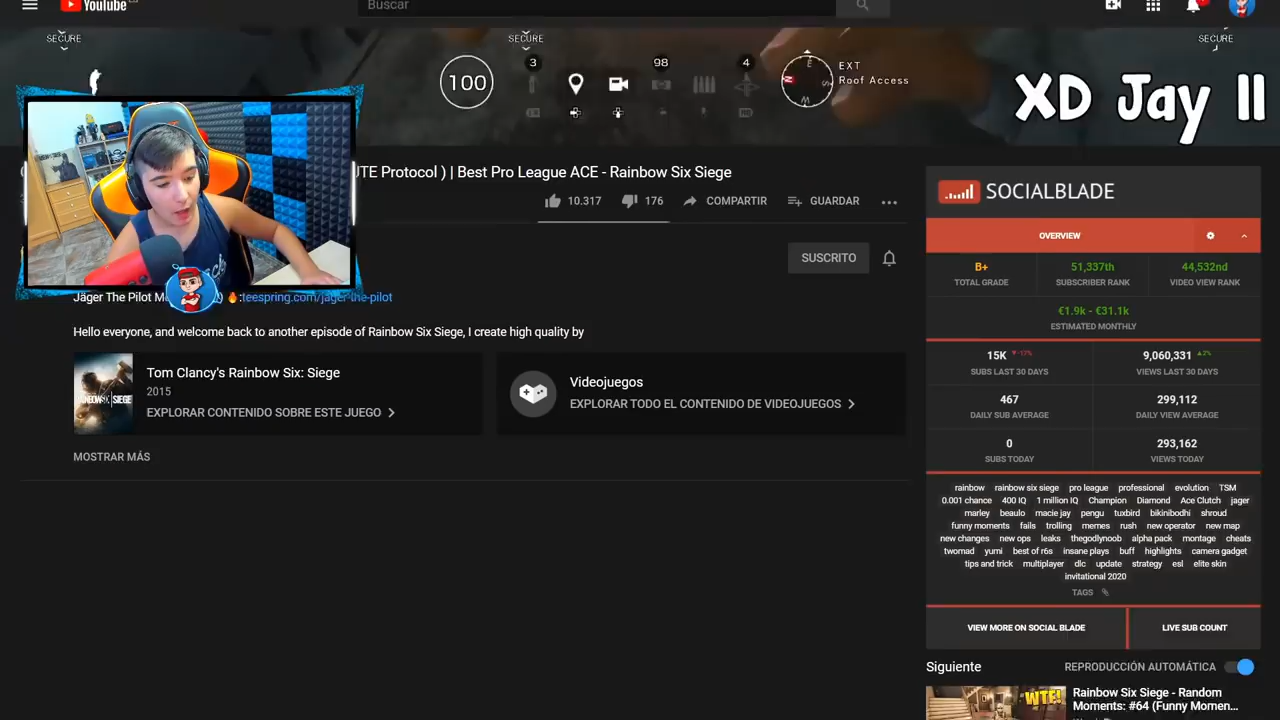 YouTube
Buscar
SECURE
SECURE
SECURE
100
3
98
4
E
S
W
N
EXT
Roof Access
XD Jay ll
UTE Protocol ) | Best Pro League ACE - Rainbow Six Siege
10.317
176
COMPARTIR
GUARDAR
SUSCRITO
Jäger The Pilot M
:teespring.com/jager-the-pilot
Hello everyone, and welcome back to another episode of Rainbow Six Siege, I create high quality by
Tom Clancy's Rainbow Six: Siege
2015
EXPLORAR CONTENIDO SOBRE ESTE JUEGO
Videojuegos
EXPLORAR TODO EL CONTENIDO DE VIDEOJUEGOS
MOSTRAR MÁS
SOCIALBLADE
OVERVIEW
B+
TOTAL GRADE
51,337th
SUBSCRIBER RANK
44,532nd
VIDEO VIEW RANK
€1.9k - €31.1k
ESTIMATED MONTHLY
15K
SUBS LAST 30 DAYS
9,060,331
VIEWS LAST 30 DAYS
467
DAILY SUB AVERAGE
299,112
DAILY VIEW AVERAGE
0
SUBS TODAY
293,162
VIEWS TODAY
rainbow rainbow six siege pro league professional evolution TSM
0.001 chance 400 IQ 1 million IQ Champion Diamond Ace Clutch jager
marley beaulo macie jay pengu tuxbird bikinibodhi shroud
funny moments fails trolling memes rush new operator new map
new changes new ops leaks thegodlynoob alpha pack montage cheats
twomad yumi best of r6s insane plays buff highlights camera gadget
tips and trick multiplayer dlc update strategy esl elite skin
invitational 2020
TAGS
VIEW MORE ON SOCIAL BLADE
LIVE SUB COUNT
Siguiente
REPRODUCCIÓN AUTOMÁTICA
WTF!
Rainbow Six Siege - Random
Moments: #64 (Funny Momen...